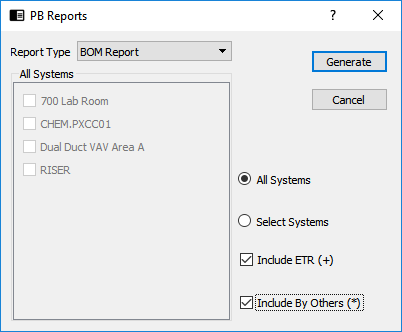 PB Reports
Report Type BOM Report
Generate
All Systems
700 Lab Room
Cancel
CHEM.PXCC01
Dual Duct VAV Area A
RISER
All Systems
Select Systems
Include ETR (+)
Include By Others (*)